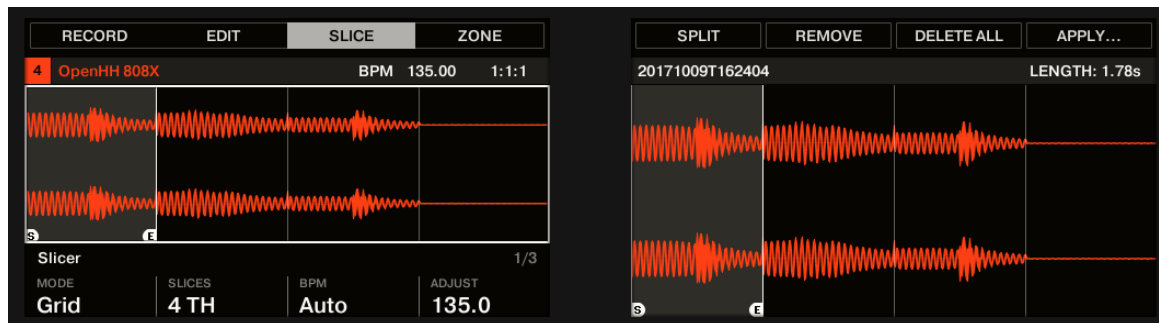 RECORD EDIT SLICE ZONE
4 OpenHH 808X BPM 135.00 1:1:1
S E
Slicer 1/3
MODE SLICES BPM ADJUST
Grid 4 TH Auto 135.0
SPLIT REMOVE DELETE ALL APPLY...
20171009T162404 LENGTH: 1.78s
S E